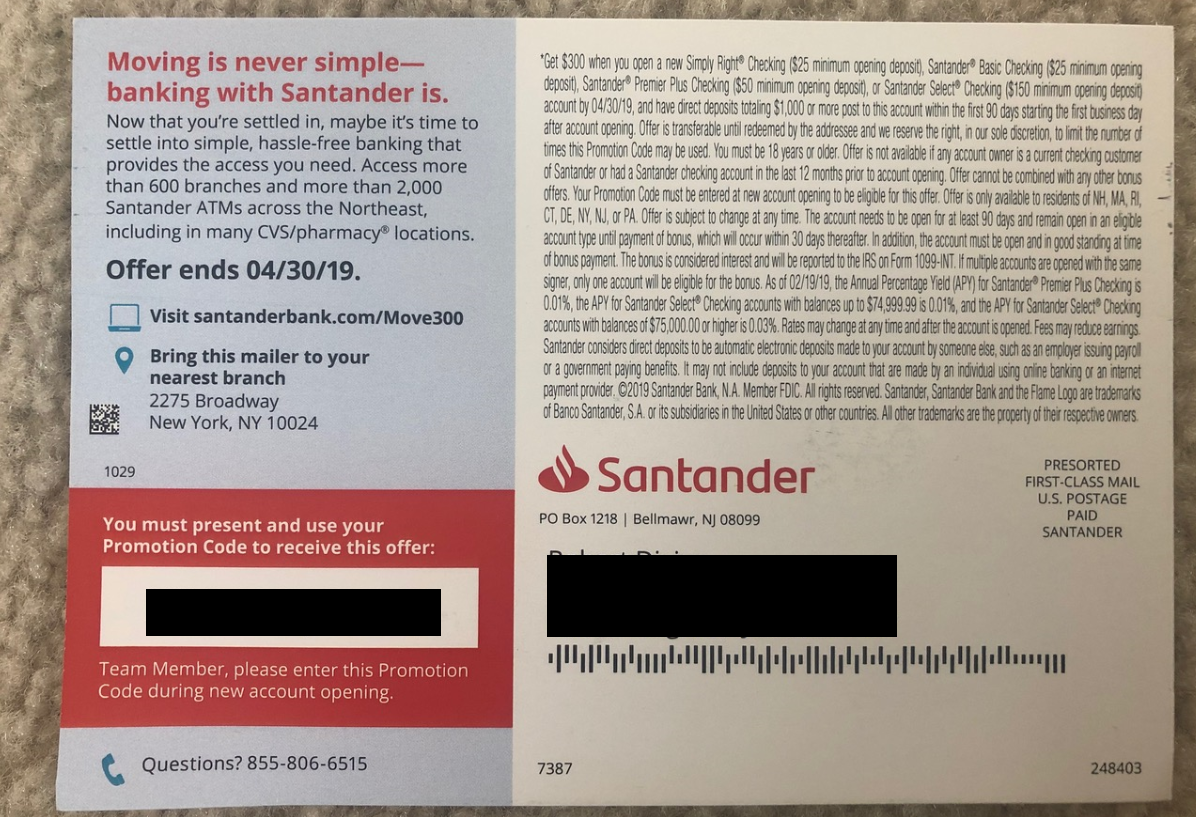 Moving is never simple—
banking with Santander is.
Now that you're settled in, maybe it's time to
settle into simple, hassle-free banking that
provides the access you need. Access more
than 600 branches and more than 2,000
Santander ATMs across the Northeast,
including in many CVS/pharmacy® locations.
Offer ends 04/30/19.
Visit santanderbank.com/Move300
Bring this mailer to your
nearest branch
2275 Broadway
New York, NY 10024
1029
You must present and use your
Promotion Code to receive this offer:
Team Member, please enter this Promotion
Code during new account opening.
Questions? 855-806-6515
*Get $300 when you open a new Simply Right® Checking ($25 minimum opening deposit), Santander® Basic Checking ($25 minimum opening
deposit), Santander® Premier Plus Checking ($50 minimum opening deposit), or Santander Select® Checking ($150 minimum opening deposit)
account by 04/30/19, and have direct deposits totaling $1,000 or more post to this account within the first 90 days starting the first business day
after account opening. Offer is transferable until redeemed by the addressee and we reserve the right, in our sole discretion, to limit the number of
times this Promotion Code may be used. You must be 18 years or older. Offer is not available if any account owner is a current checking customer
of Santander or had a Santander checking account in the last 12 months prior to account opening. Offer cannot be combined with any other bonus
offers. Your Promotion Code must be entered at new account opening to be eligible for this offer. Offer is only available to residents of NH, MA, RI,
CT, DE, NY, NJ, or PA. Offer is subject to change at any time. The account needs to be open for at least 90 days and remain open in an eligible
account type until payment of bonus, which will occur within 30 days thereafter. In addition, the account must be open and in good standing at time
of bonus payment. The bonus is considered interest and will be reported to the IRS on Form 1099-INT. If multiple accounts are opened with the same
signer, only one account will be eligible for the bonus. As of 02/19/19, the Annual Percentage Yield (APY) for Santander® Premier Plus Checking is
0.01%, the APY for Santander Select® Checking accounts with balances up to $74,999.99 is 0.01%, and the APY for Santander Select® Checking
accounts with balances of $75,000.00 or higher is 0.03%. Rates may change at any time and after the account is opened. Fees may reduce earnings.
Santander considers direct deposits to be automatic electronic deposits made to your account by someone else, such as an employer issuing payroll
or a government paying benefits. It may not include deposits to your account that are made by an individual using online banking or an internet
payment provider. ©2019 Santander Bank, N.A. Member FDIC. All rights reserved. Santander, Santander Bank and the Flame Logo are trademarks
of Banco Santander, S.A. or its subsidiaries in the United States or other countries. All other trademarks are the property of their respective owners.
Santander
PO Box 1218 | Bellmawr, NJ 08099
PRESORTED
FIRST-CLASS MAIL
U.S. POSTAGE
PAID
SANTANDER
7387
248403